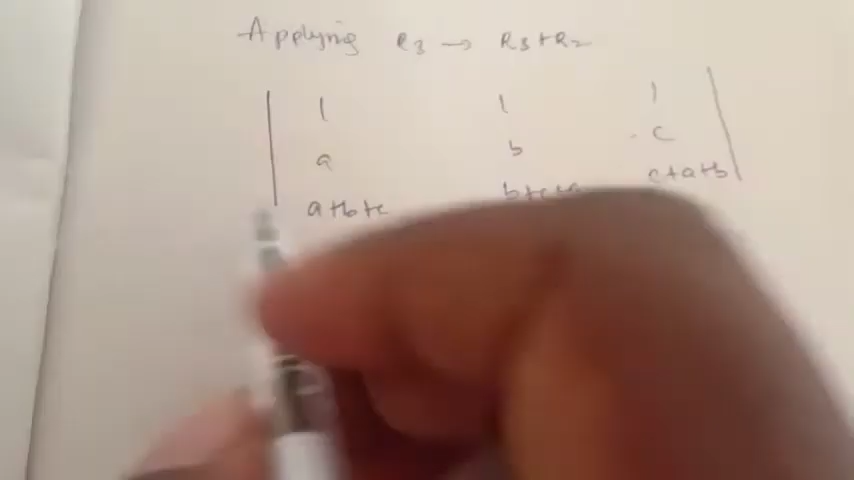 Applying R3 → R3+R2
1 1 1
a b c
a+b+c b+c+a c+a+b